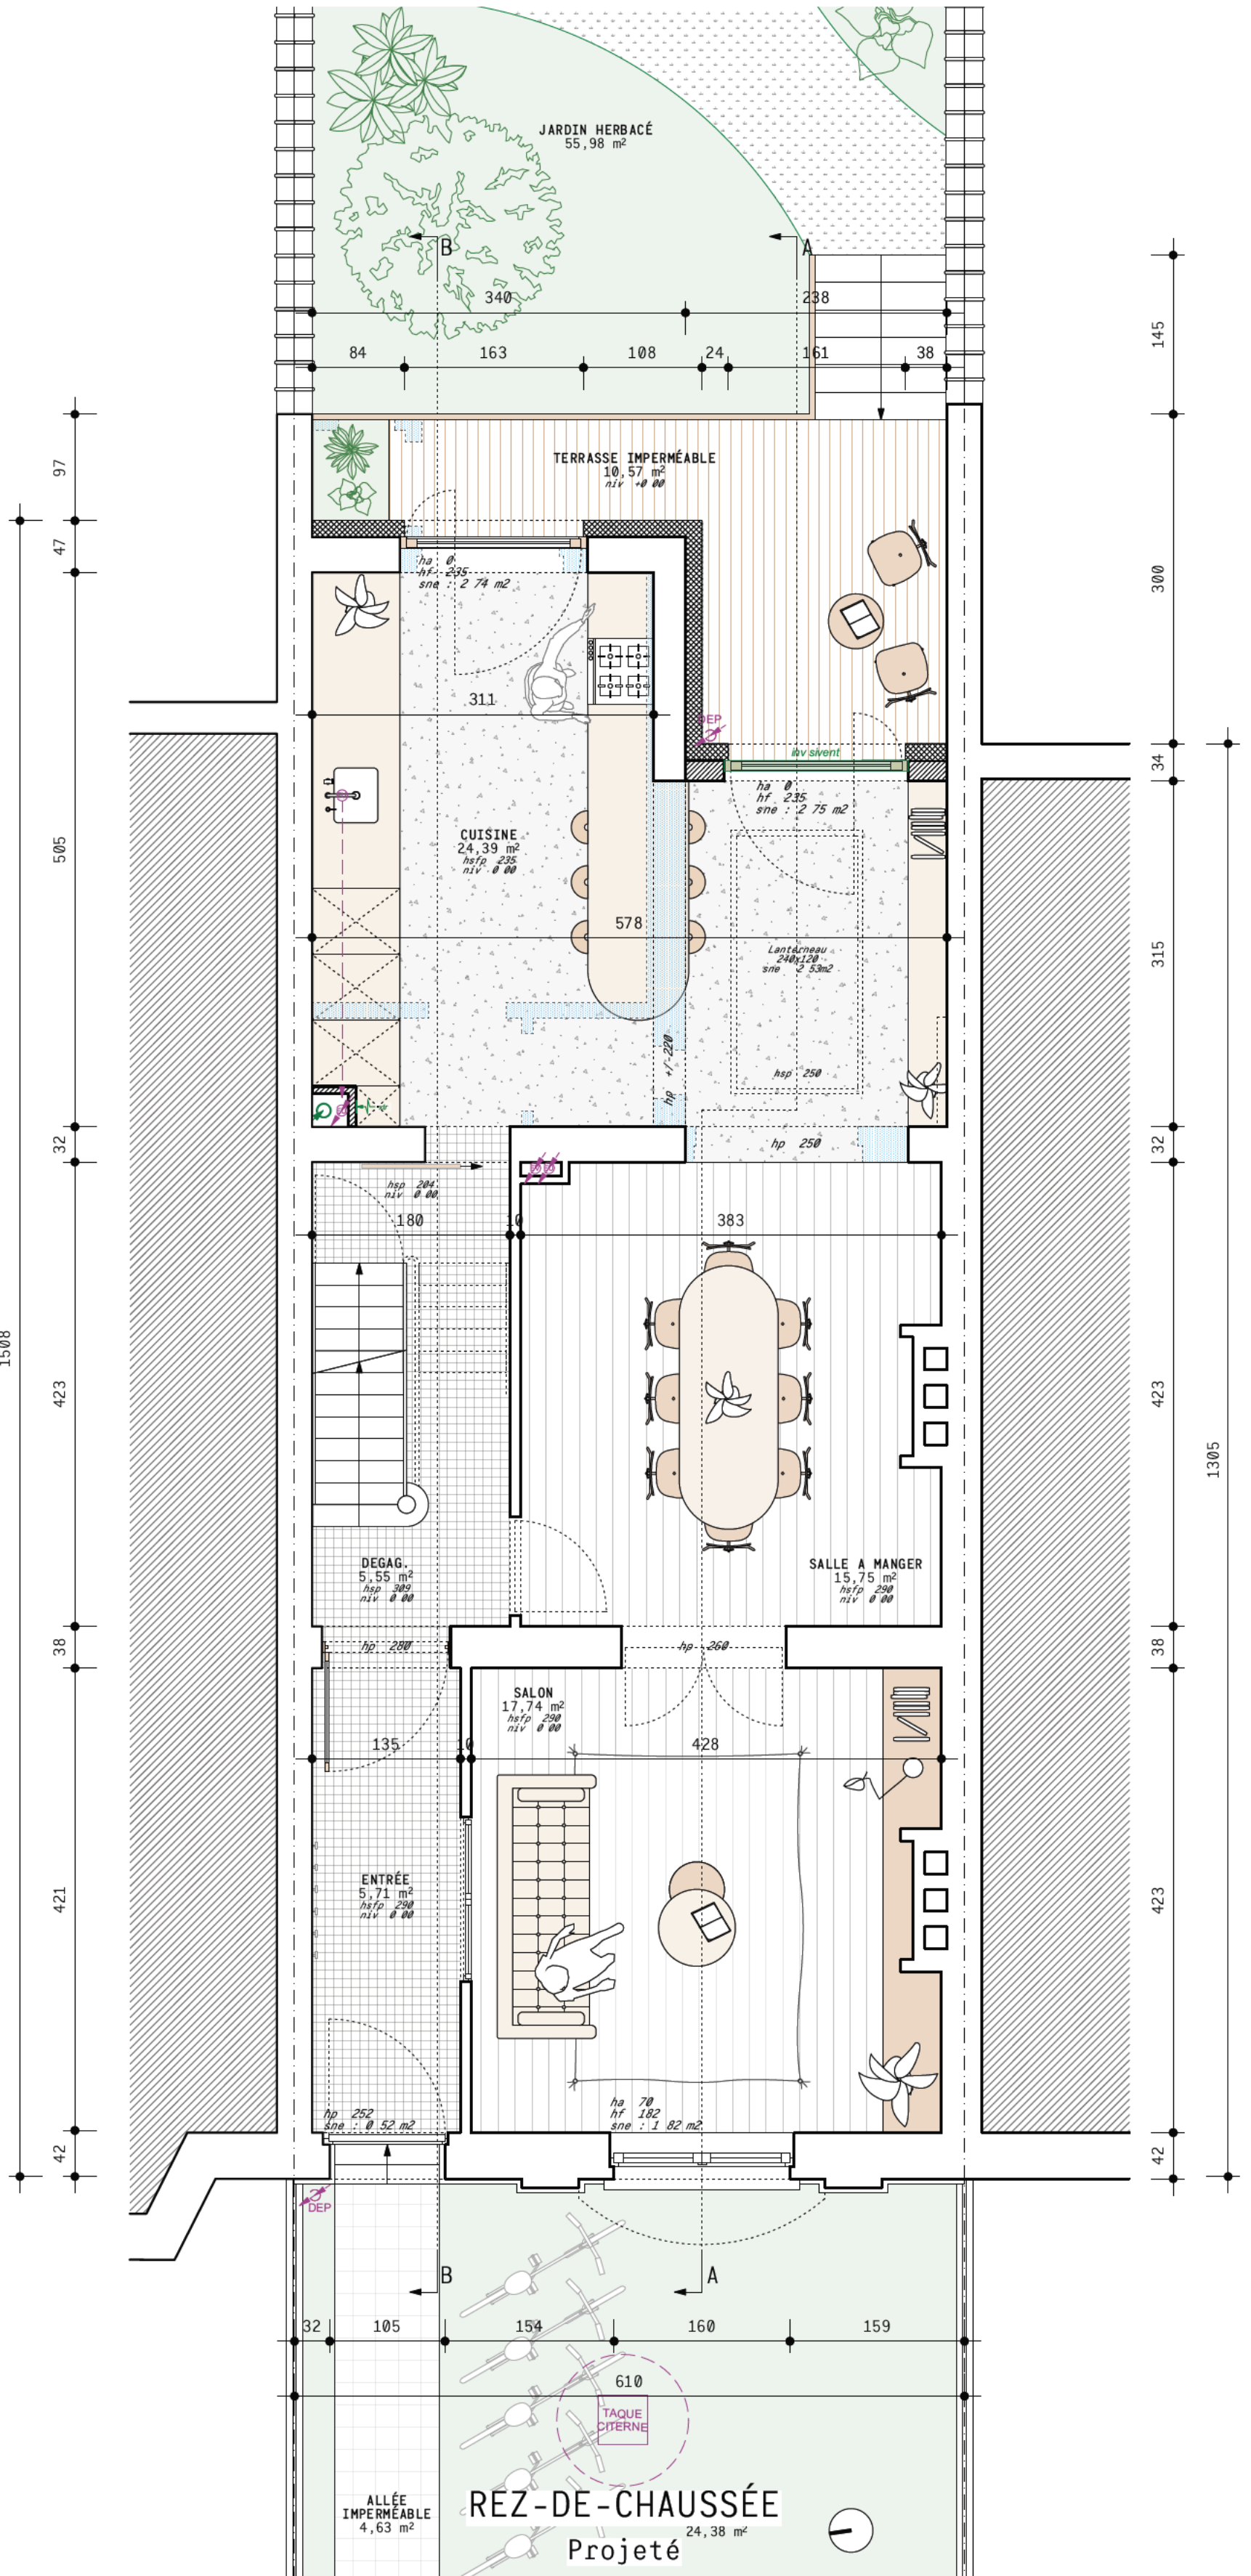 JARDIN HERBACÉ
55,98 m²
B
A
340
238
84
163
108
24
161
38
145
97
TERRASSE IMPERMÉABLE
10,57 m²
niv +0 00
47
ha 0
hf 235
sne : 2 74 m2
300
311
DEP
inv sivent
34
ha 0
hf 235
sne : 2 75 m2
505
CUISINE
24,39 m²
hsfp 235
niv 0 00
578
Lanterneau
240x120
sne 2 53m2
315
hp +/-220
hsp 250
32
hp 250
32
hsp 204
niv 0 00
180
10
383
1508
423
423
1305
DEGAG.
5,55 m²
hsp 309
niv 0 00
SALLE A MANGER
15,75 m²
hsfp 290
niv 0 00
38
hp 280
hp 260
38
SALON
17,74 m²
hsfp 290
niv 0 00
135
10
428
ENTRÉE
5,71 m²
hsfp 290
niv 0 00
421
423
hp 252
sne : 0 52 m2
ha 70
hf 182
sne : 1 82 m2
42
42
DEP
B
A
32
105
154
160
159
610
TAQUE
CITERNE
ALLÉE
IMPERMÉABLE
4,63 m²
REZ-DE-CHAUSSÉE
24,38 m²
Projeté